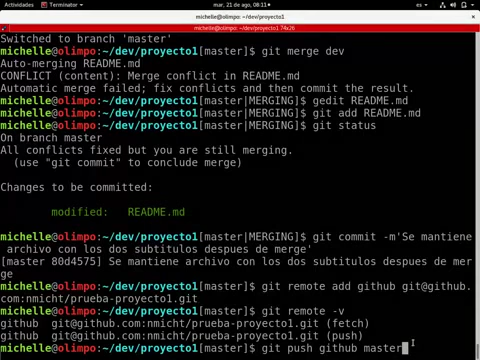 Actividades
Terminator
mar, 21 de ago, 08:11
es
michelle@olimpo: ~/dev/proyecto1
michelle@olimpo: ~/dev/proyecto1 74x26
Switched to branch 'master'
michelle@olimpo:~/dev/proyecto1[master]$ git merge dev
Auto-merging README.md
CONFLICT (content): Merge conflict in README.md
Automatic merge failed; fix conflicts and then commit the result.
michelle@olimpo:~/dev/proyecto1[master|MERGING]$ gedit README.md
michelle@olimpo:~/dev/proyecto1[master|MERGING]$ git add README.md
michelle@olimpo:~/dev/proyecto1[master|MERGING]$ git status
On branch master
All conflicts fixed but you are still merging.
(use "git commit" to conclude merge)
Changes to be committed:
modified:   README.md
michelle@olimpo:~/dev/proyecto1[master|MERGING]$ git commit -m'Se mantiene
archivo con los dos subtitulos despues de merge'
[master 80d4575] Se mantiene archivo con los dos subtitulos despues de mer
ge
michelle@olimpo:~/dev/proyecto1[master]$ git remote add github git@github.
com:nmicht/prueba-proyecto1.git
michelle@olimpo:~/dev/proyecto1[master]$ git remote -v
github  git@github.com:nmicht/prueba-proyecto1.git (fetch)
github  git@github.com:nmicht/prueba-proyecto1.git (push)
michelle@olimpo:~/dev/proyecto1[master]$ git push github master